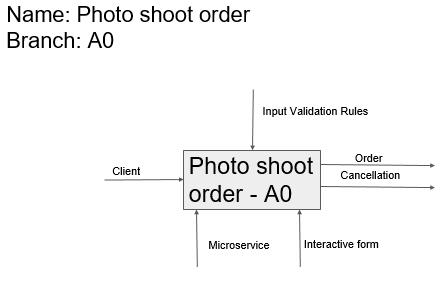 Name: Photo shoot order
Branch: A0
Input Validation Rules
Client
Photo shoot
order - A0
Order
Cancellation
Microservice
Interactive form